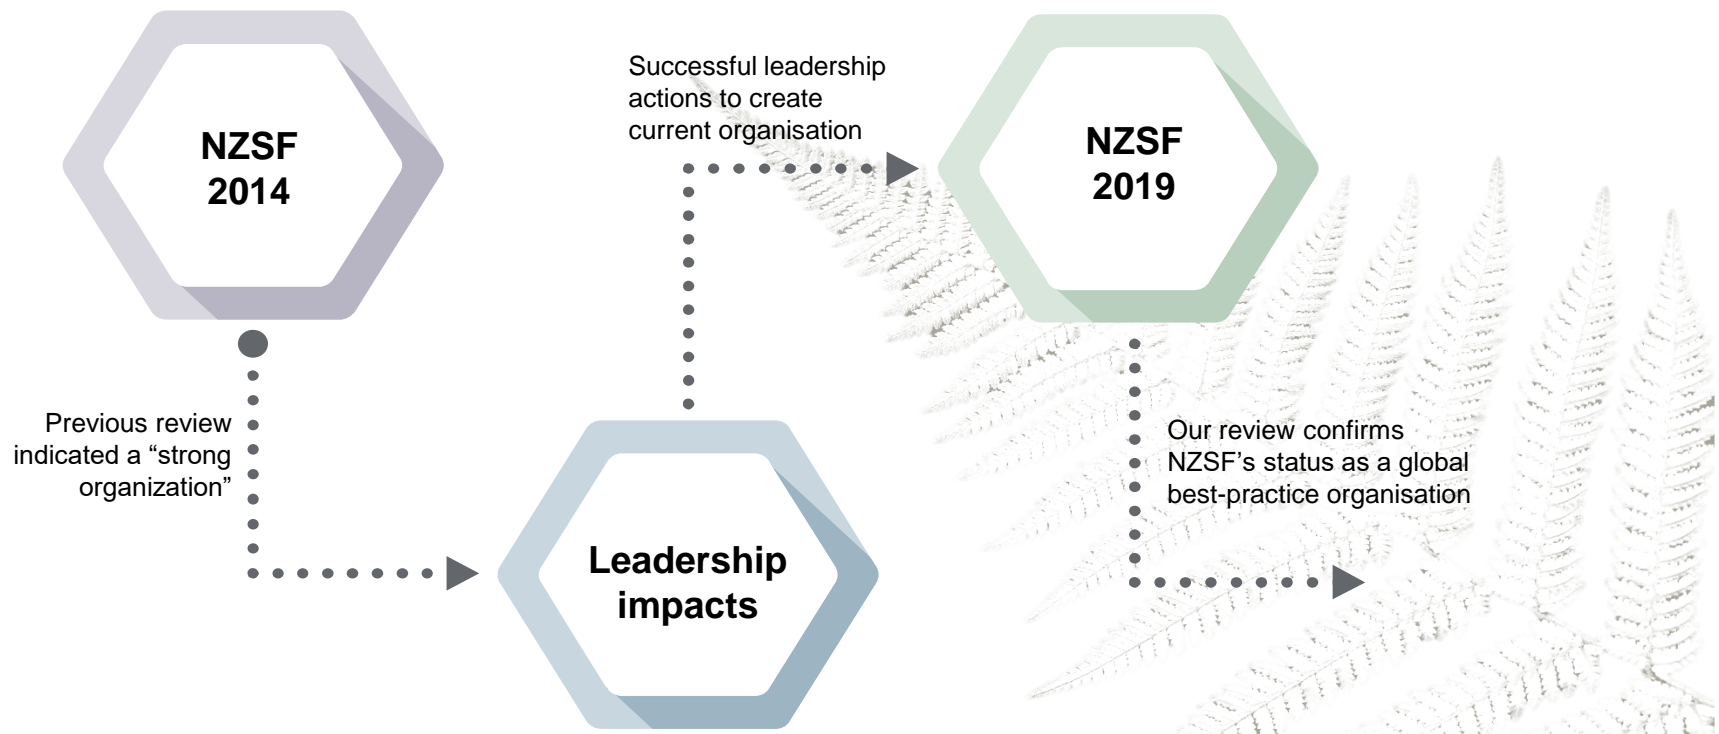 NZSF
2014
Previous review
indicated a “strong
organization”
Leadership
impacts
Successful leadership
actions to create
current organisation
NZSF
2019
Our review confirms
NZSF’s status as a global
best-practice organisation